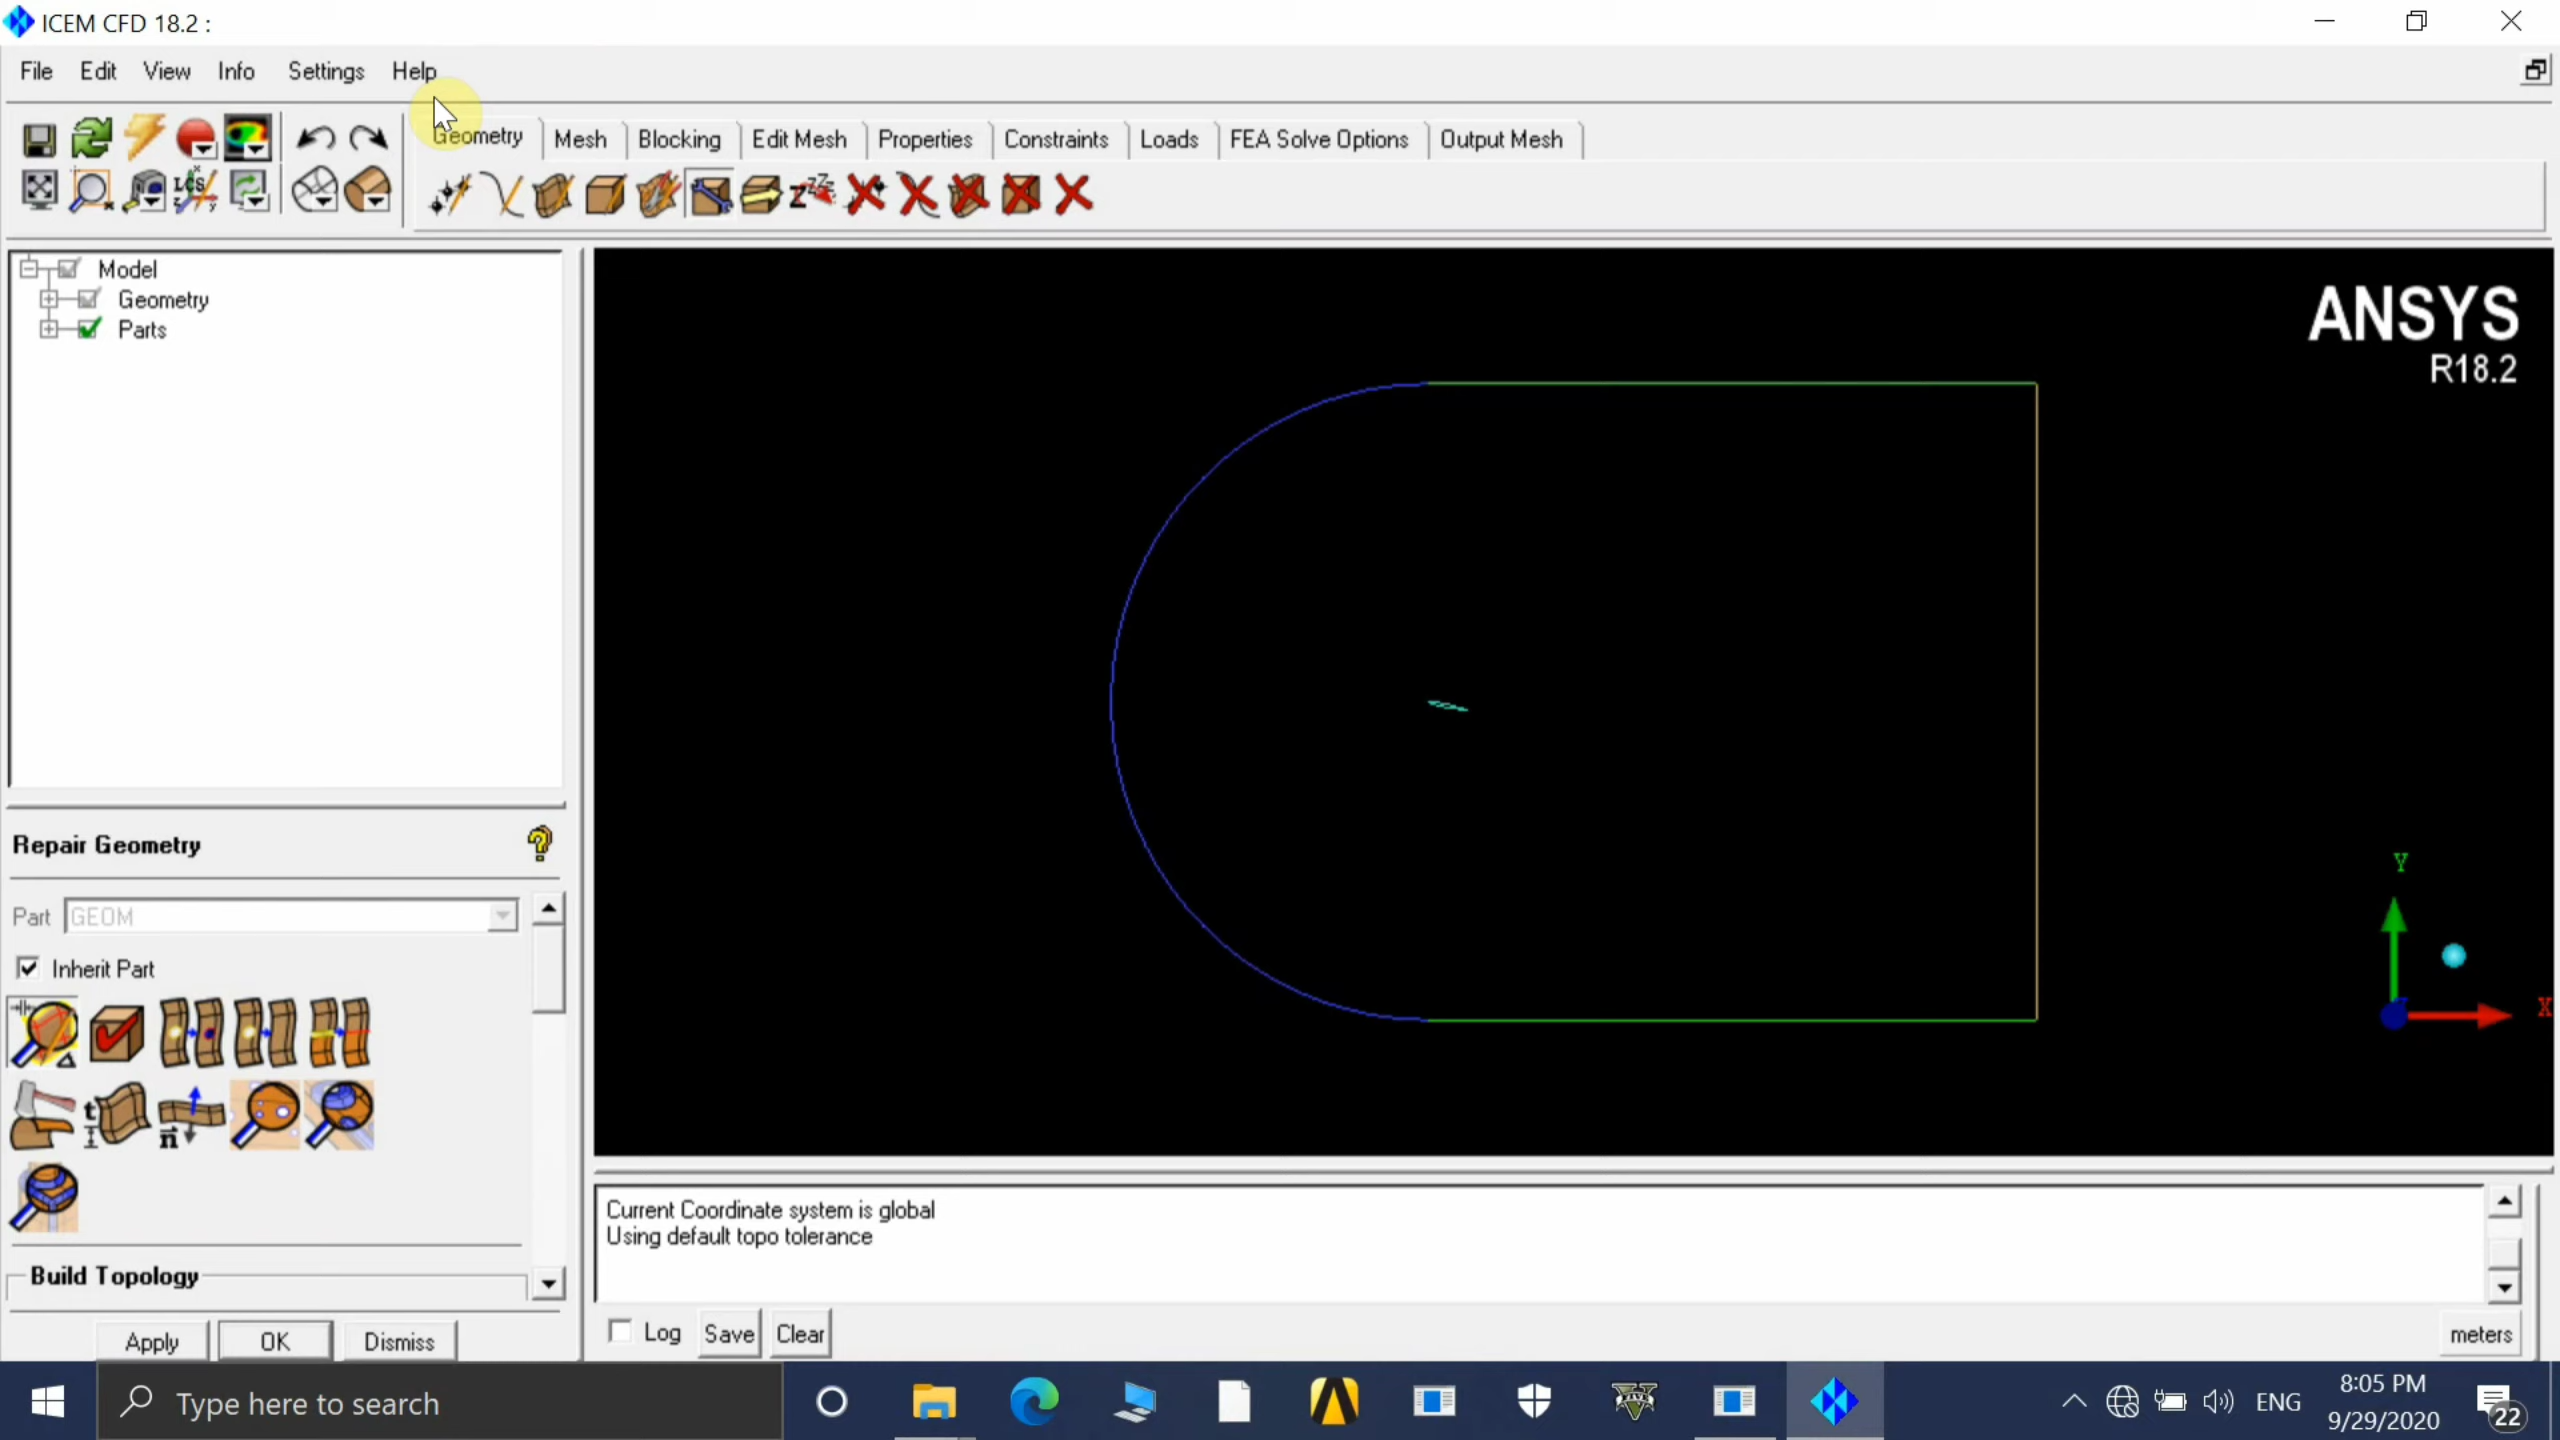 ICEM CFD 18.2 :
File Edit View Info Settings Help
Geometry Mesh Blocking Edit Mesh Properties Constraints Loads FEA Solve Options Output Mesh
LCS
Model
Geometry
Parts
ANSYS
R18.2
Repair Geometry
Part GEOM
Inherit Part
Y
X
Build Topology
Apply OK Dismiss
Current Coordinate system is global
Using default topo tolerance
Log Save Clear
meters
Type here to search
ENG
8:05 PM
9/29/2020
22